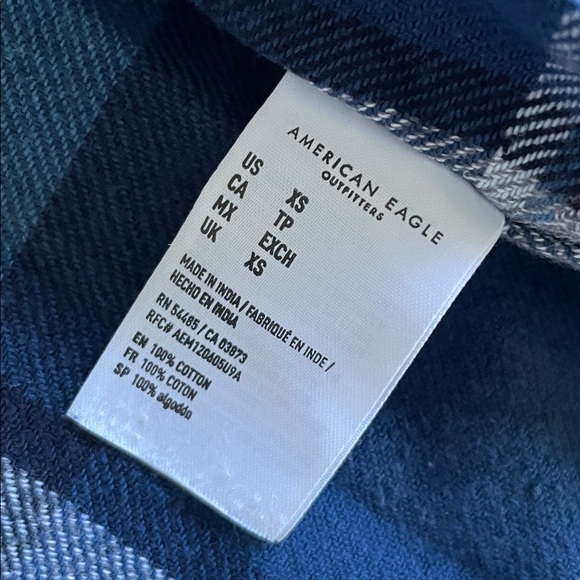 AMERICAN EAGLE
OUTFITTERS
US XS
CA TP
MX EXCH
UK XS
MADE IN INDIA / FABRIQUÉ EN INDE /
HECHO EN INDIA
RN 54485 / CA 03873
RFC# AEM120605U9A
EN 100% COTTON
FR 100% COTON
SP 100% algodón